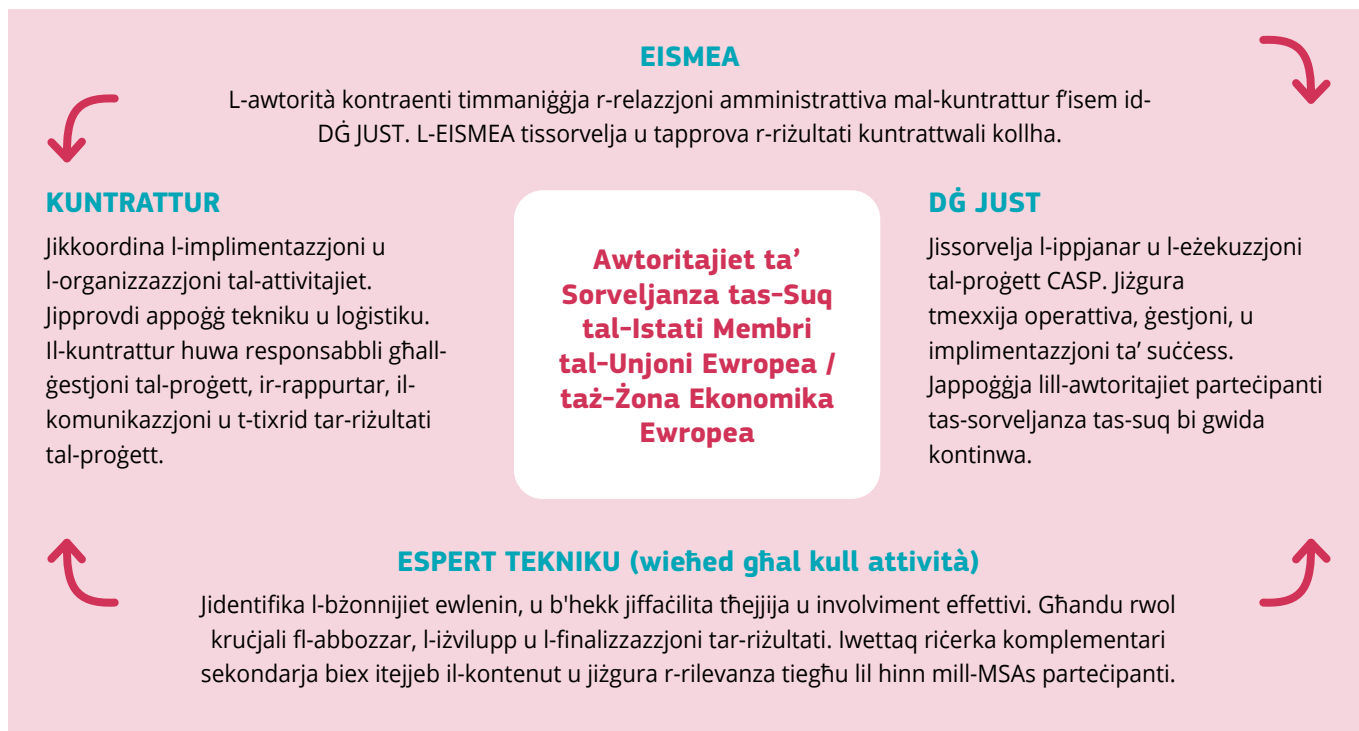 EISMEA
L-awtorità kontraenti timmaniġġja r-relazzjoni amministrattiva mal-kuntrattur f'isem id-
DĠ JUST. L-EISMEA tissorvelja u tapprova r-riżultati kuntrattwali kollha.
KUNTRATTUR
Jikkoordina l-implimentazzjoni u
l-organizzazzjoni tal-attivitajiet.
Jipprovdi appoġġ tekniku u loġistiku.
Il-kuntrattur huwa responsabbli għall-
ġestjoni tal-proġett, ir-rappurtar, il-
komunikazzjoni u t-tixrid tar-riżultati
tal-proġett.
Awtoritajiet ta'
Sorveljanza tas-Suq
tal-Istati Membri
tal-Unjoni Ewropea /
taż-Żona Ekonomika
Ewropea
DĠ JUST
Jissorvelja l-ippjanar u l-eżekuzzjoni
tal-proġett CASP. Jiżgura
tmexxija operattiva, ġestjoni, u
implimentazzjoni ta' suċċess.
Jappoġġja lill-awtoritajiet parteċipanti
tas-sorveljanza tas-suq bi gwida
kontinwa.
ESPERT TEKNIKU (wieħed għal kull attività)
Jidentifika l-bżonnijiet ewlenin, u b'hekk jiffaċilita tħejjija u involviment effettivi. Għandu rwol
kruċjali fl-abbozzar, l-iżvilupp u l-finalizzazzjoni tar-riżultati. Iwettaq riċerka komplementari
sekondarja biex itejjeb il-kontenut u jiżgura r-rilevanza tiegħu lil hinn mill-MSAs parteċipanti.